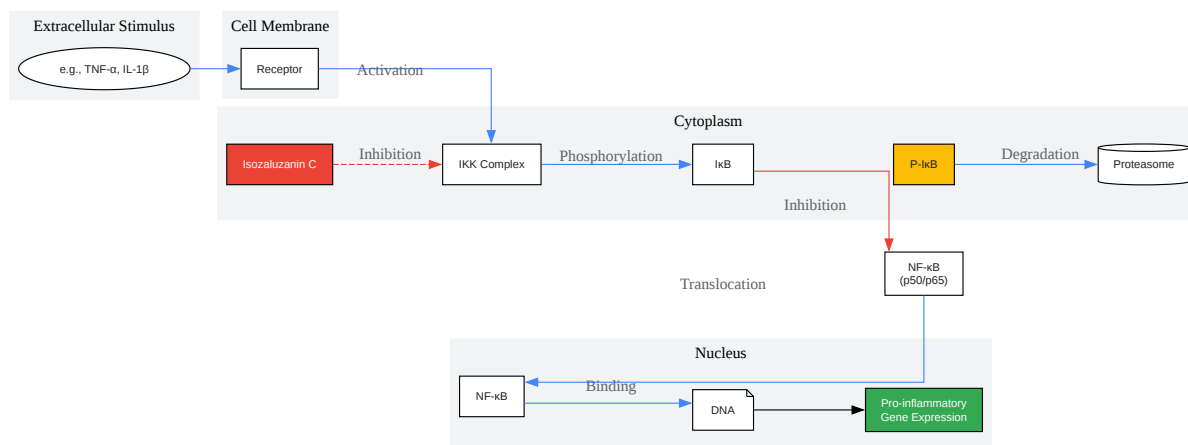 Extracellular Stimulus
Cell Membrane
e.g., TNF-α, IL-1β
Receptor
Activation
Cytoplasm
Isozaluzanin C
Inhibition
IKK Complex
Phosphorylation
IκB
P-IκB
Degradation
Proteasome
Inhibition
NF-κB
(p50/p65)
Translocation
Nucleus
NF-κB
Binding
DNA
Pro-inflammatory
Gene Expression